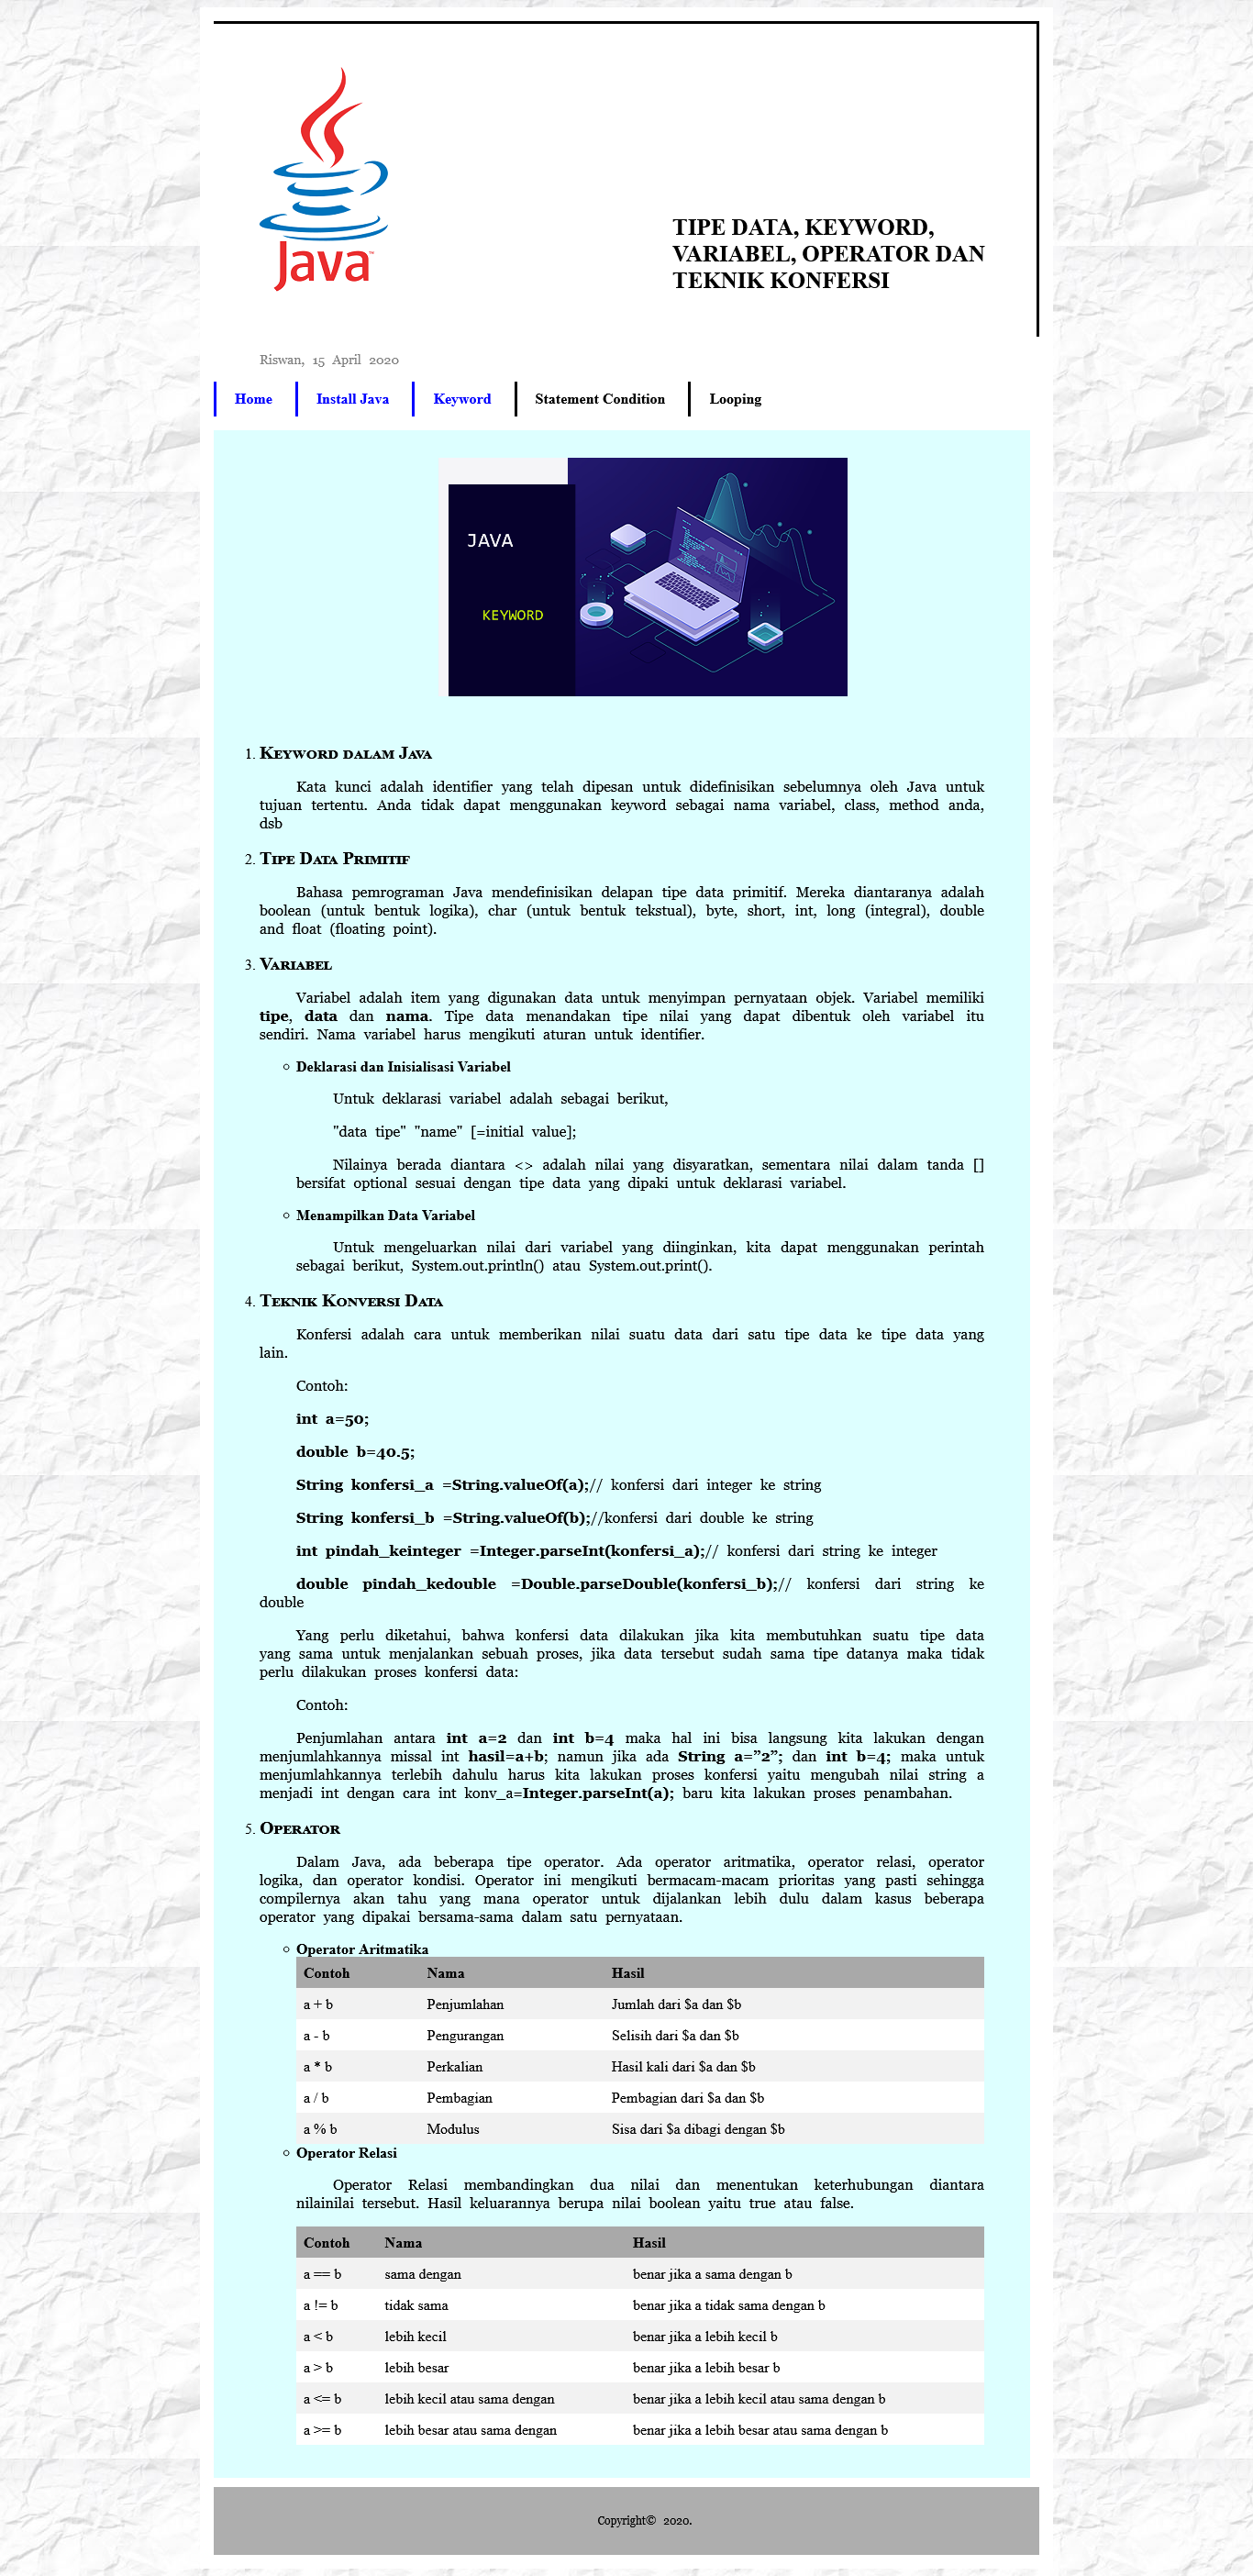 Java™
TIPE DATA, KEYWORD,
VARIABEL, OPERATOR DAN
TEKNIK KONFERSI
Riswan, 15 April 2020
Home Install Java Keyword Statement Condition Looping
JAVA
KEYWORD
1. Keyword dalam Java
Kata kunci adalah identifier yang telah dipesan untuk didefinisikan sebelumnya oleh Java untuk
tujuan tertentu. Anda tidak dapat menggunakan keyword sebagai nama variabel, class, method anda,
dsb
2. Tipe Data Primitif
Bahasa pemrograman Java mendefinisikan delapan tipe data primitif. Mereka diantaranya adalah
boolean (untuk bentuk logika), char (untuk bentuk tekstual), byte, short, int, long (integral), double
and float (floating point).
3. Variabel
Variabel adalah item yang digunakan data untuk menyimpan pernyataan objek. Variabel memiliki
tipe, data dan nama. Tipe data menandakan tipe nilai yang dapat dibentuk oleh variabel itu
sendiri. Nama variabel harus mengikuti aturan untuk identifier.
Deklarasi dan Inisialisasi Variabel
Untuk deklarasi variabel adalah sebagai berikut,
"data tipe" "name" [=initial value];
Nilainya berada diantara <> adalah nilai yang disyaratkan, sementara nilai dalam tanda []
bersifat optional sesuai dengan tipe data yang dipaki untuk deklarasi variabel.
Menampilkan Data Variabel
Untuk mengeluarkan nilai dari variabel yang diinginkan, kita dapat menggunakan perintah
sebagai berikut, System.out.println() atau System.out.print().
4. Teknik Konversi Data
Konfersi adalah cara untuk memberikan nilai suatu data dari satu tipe data ke tipe data yang
lain.
Contoh:
int a=50;
double b=40.5;
String konfersi_a =String.valueOf(a);// konfersi dari integer ke string
String konfersi_b =String.valueOf(b);//konfersi dari double ke string
int pindah_keinteger =Integer.parseInt(konfersi_a);// konfersi dari string ke integer
double pindah_kedouble =Double.parseDouble(konfersi_b);// konfersi dari string ke
double
Yang perlu diketahui, bahwa konfersi data dilakukan jika kita membutuhkan suatu tipe data
yang sama untuk menjalankan sebuah proses, jika data tersebut sudah sama tipe datanya maka tidak
perlu dilakukan proses konfersi data:
Contoh:
Penjumlahan antara int a=2 dan int b=4 maka hal ini bisa langsung kita lakukan dengan
menjumlahkannya missal int hasil=a+b; namun jika ada String a=”2”; dan int b=4; maka untuk
menjumlahkannya terlebih dahulu harus kita lakukan proses konfersi yaitu mengubah nilai string a
menjadi int dengan cara int konv_a=Integer.parseInt(a); baru kita lakukan proses penambahan.
5. Operator
Dalam Java, ada beberapa tipe operator. Ada operator aritmatika, operator relasi, operator
logika, dan operator kondisi. Operator ini mengikuti bermacam-macam prioritas yang pasti sehingga
compilernya akan tahu yang mana operator untuk dijalankan lebih dulu dalam kasus beberapa
operator yang dipakai bersama-sama dalam satu pernyataan.
Operator Aritmatika
Contoh Nama Hasil
a + b Penjumlahan Jumlah dari $a dan $b
a - b Pengurangan Selisih dari $a dan $b
a * b Perkalian Hasil kali dari $a dan $b
a / b Pembagian Pembagian dari $a dan $b
a % b Modulus Sisa dari $a dibagi dengan $b
Operator Relasi
Operator Relasi membandingkan dua nilai dan menentukan keterhubungan diantara
nilainilai tersebut. Hasil keluarannya berupa nilai boolean yaitu true atau false.
Contoh Nama Hasil
a == b sama dengan benar jika a sama dengan b
a != b tidak sama benar jika a tidak sama dengan b
a < b lebih kecil benar jika a lebih kecil b
a > b lebih besar benar jika a lebih besar b
a <= b lebih kecil atau sama dengan benar jika a lebih kecil atau sama dengan b
a >= b lebih besar atau sama dengan benar jika a lebih besar atau sama dengan b
Copyright© 2020.